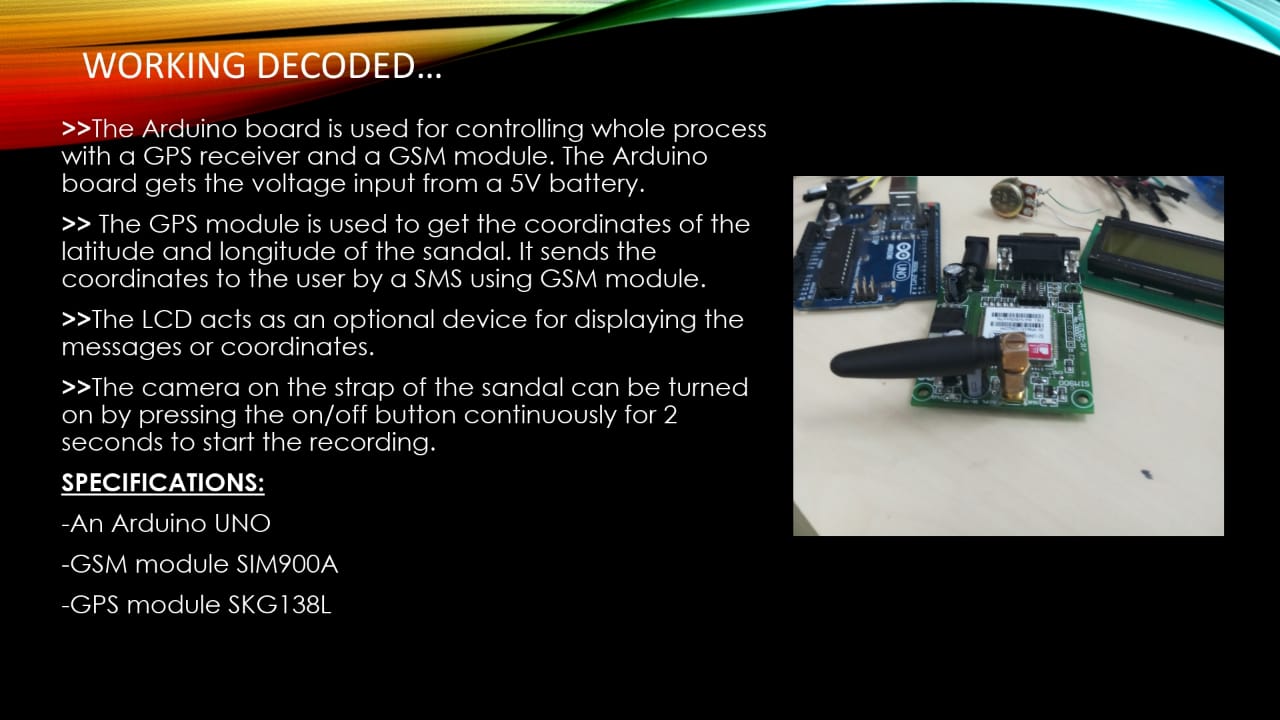 WORKING DECODED...
>>The Arduino board is used for controlling whole process
with a GPS receiver and a GSM module. The Arduino
board gets the voltage input from a 5V battery.
>> The GPS module is used to get the coordinates of the
latitude and longitude of the sandal. It sends the
coordinates to the user by a SMS using GSM module.
>>The LCD acts as an optional device for displaying the
messages or coordinates.
>>The camera on the strap of the sandal can be turned
on by pressing the on/off button continuously for 2
seconds to start the recording.
SPECIFICATIONS:
-An Arduino UNO
-GSM module SIM900A
-GPS module SKG138L
UNO
SIM900